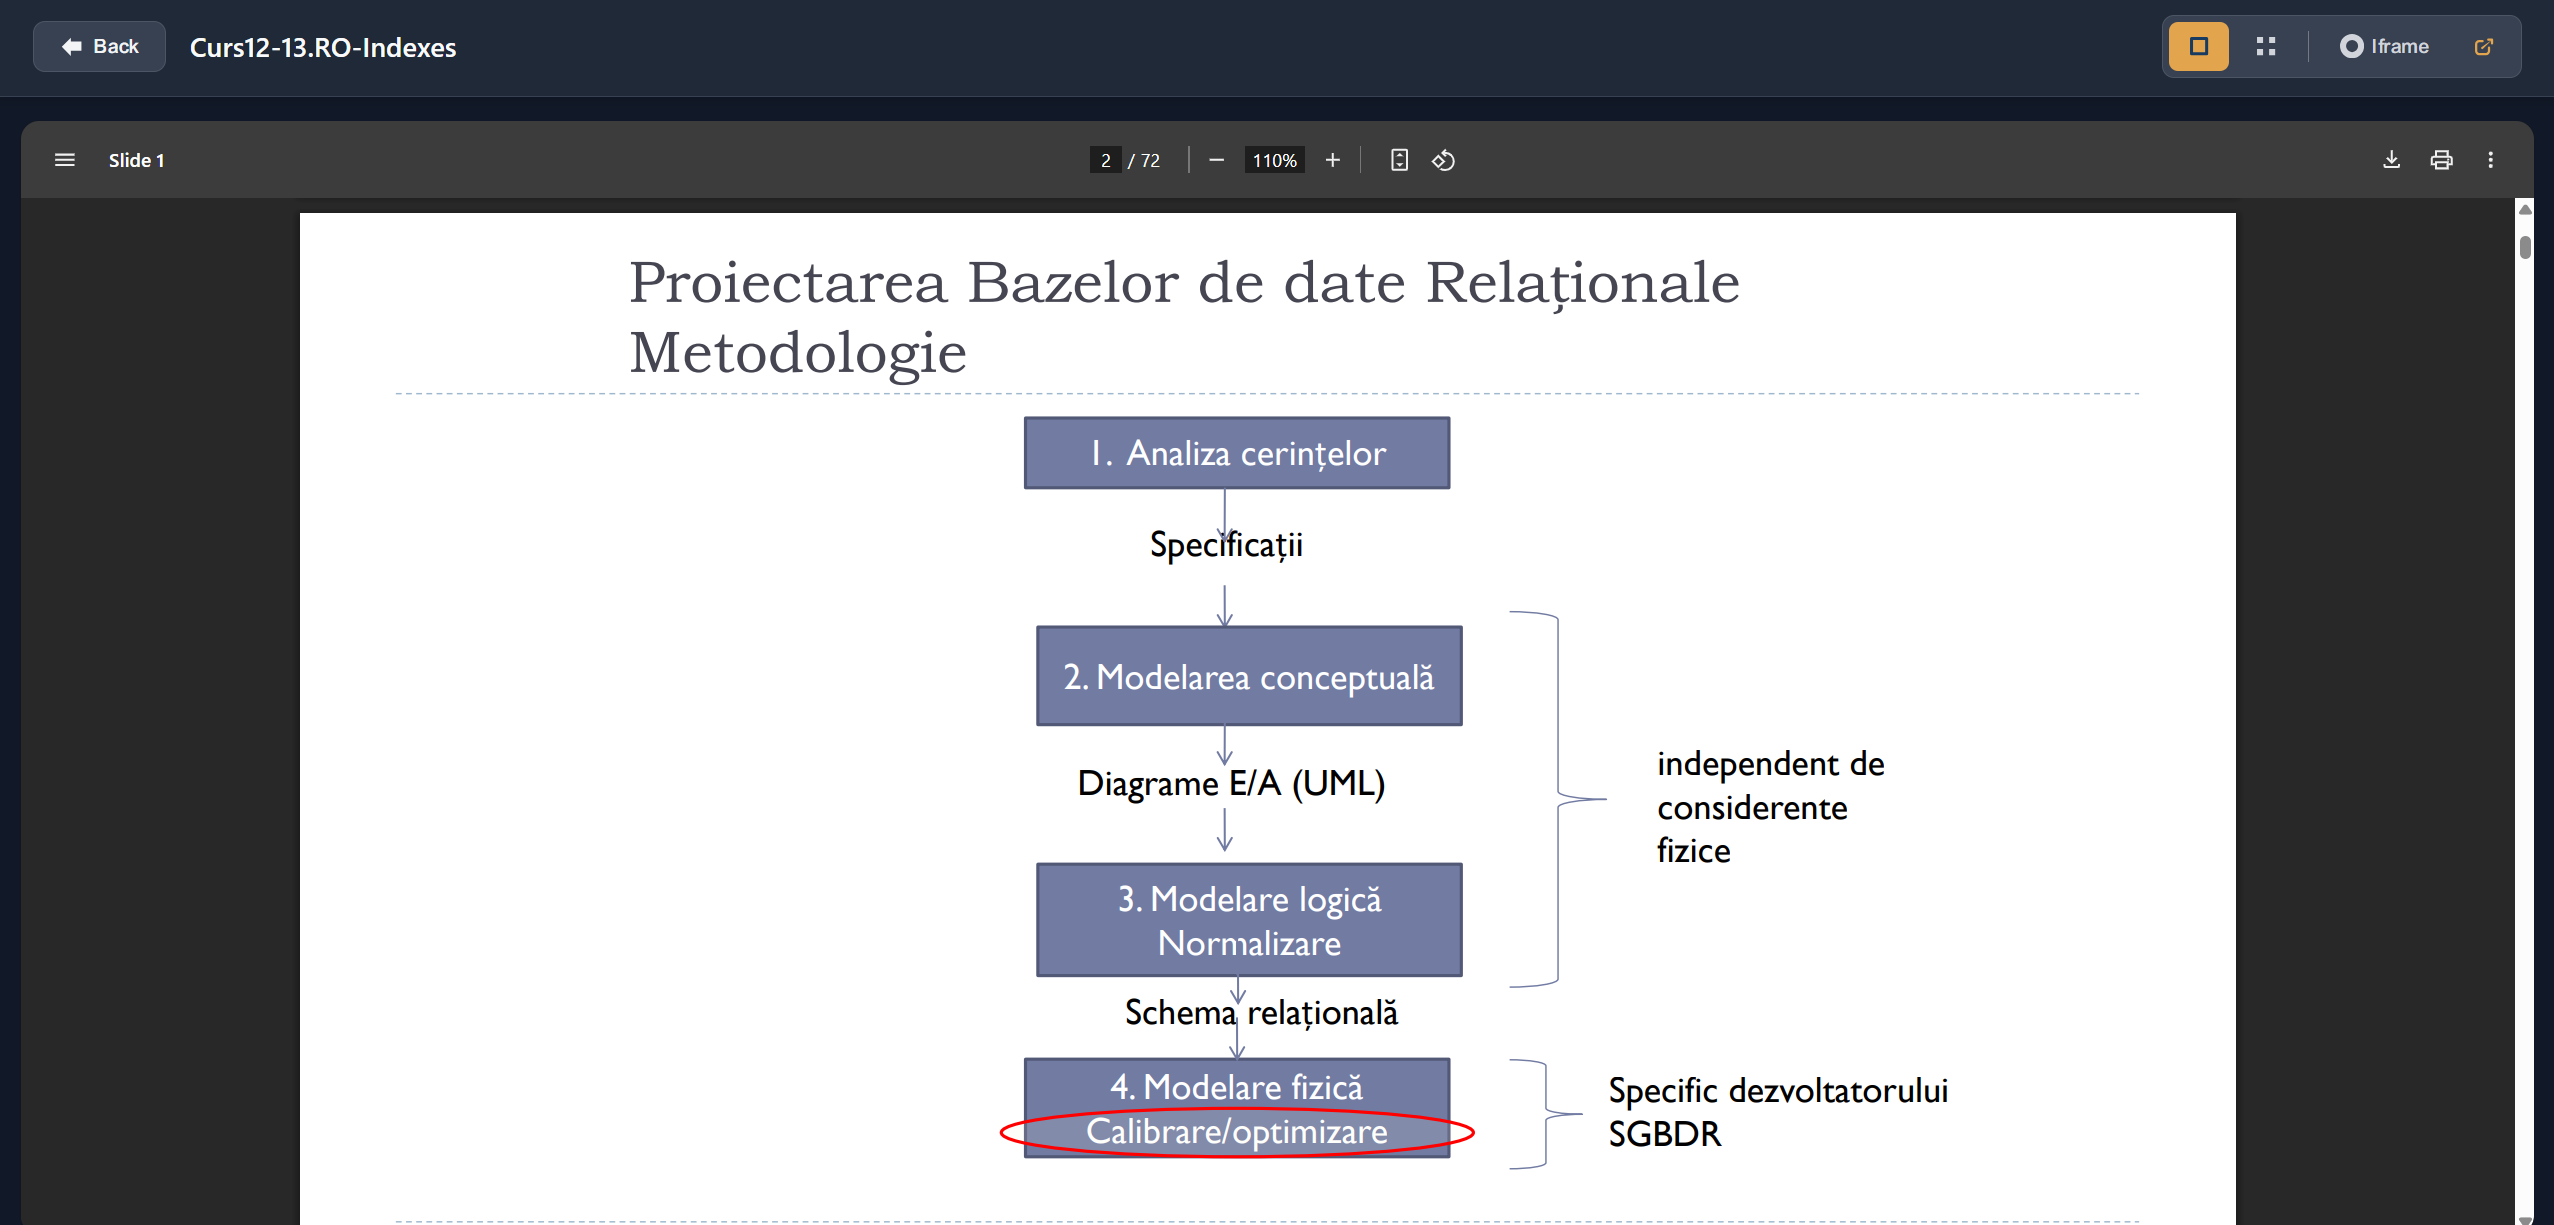 Back
Curs12-13.RO-Indexes
Iframe
Slide 1
2 / 72
110%
Proiectarea Bazelor de date Relaționale
Metodologie
1. Analiza cerințelor
Specificații
2. Modelarea conceptuală
Diagrame E/A (UML)
independent de
considerente
fizice
3. Modelare logică
Normalizare
Schema relațională
4. Modelare fizică
Calibrare/optimizare
Specific dezvoltatorului
SGBDR